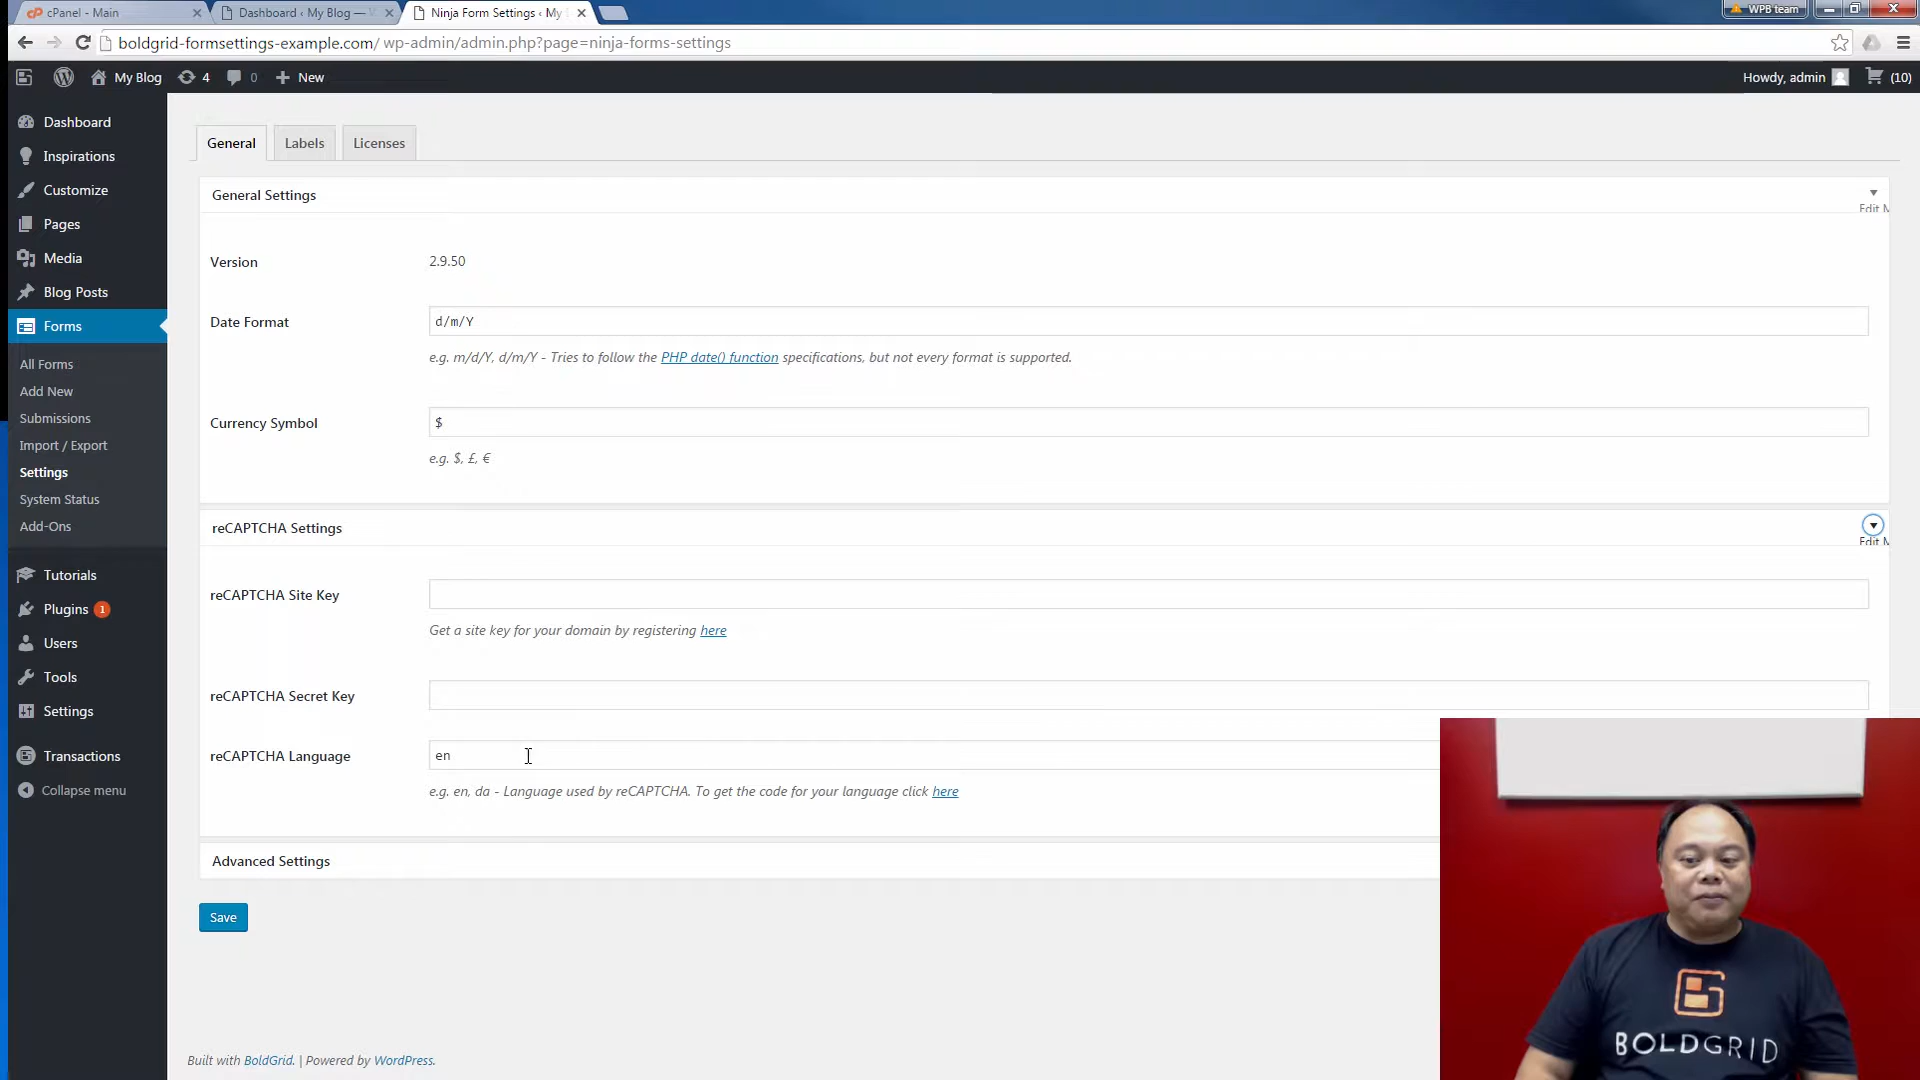 cPanel - Main
Dashboard ‹ My Blog —
Ninja Form Settings ‹ My
WPB team
boldgrid-formsettings-example.com/ wp-admin/admin.php?page=ninja-forms-settings
My Blog 4 0 New
Howdy, admin (10)
Dashboard
Inspirations
Customize
Pages
Media
Blog Posts
Forms
All Forms
Add New
Submissions
Import / Export
Settings
System Status
Add-Ons
Tutorials
Plugins 1
Users
Tools
Settings
Transactions
Collapse menu
General Labels Licenses
General Settings
Edit M
Version 2.9.50
Date Format d/m/Y
e.g. m/d/Y, d/m/Y - Tries to follow the PHP date() function specifications, but not every format is supported.
Currency Symbol $
e.g. $, £, €
reCAPTCHA Settings
Edit M
reCAPTCHA Site Key
Get a site key for your domain by registering here
reCAPTCHA Secret Key
reCAPTCHA Language en
e.g. en, da - Language used by reCAPTCHA. To get the code for your language click here
Advanced Settings
Save
Built with BoldGrid. | Powered by WordPress.
BOLDGRID